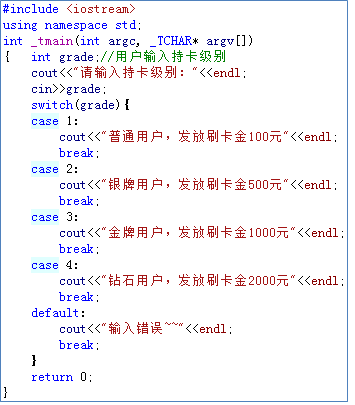 #include <iostream>
using namespace std;
int _tmain(int argc, _TCHAR* argv[])
{   int grade;//用户输入持卡级别
    cout<<"请输入持卡级别："<<endl;
    cin>>grade;
    switch(grade){
    case 1:
        cout<<"普通用户，发放刷卡金100元"<<endl;
        break;
    case 2:
        cout<<"银牌用户，发放刷卡金500元"<<endl;
        break;
    case 3:
        cout<<"金牌用户，发放刷卡金1000元"<<endl;
        break;
    case 4:
        cout<<"钻石用户，发放刷卡金2000元"<<endl;
        break;
    default:
        cout<<"输入错误~~"<<endl;
        break;
    }
    return 0;
}